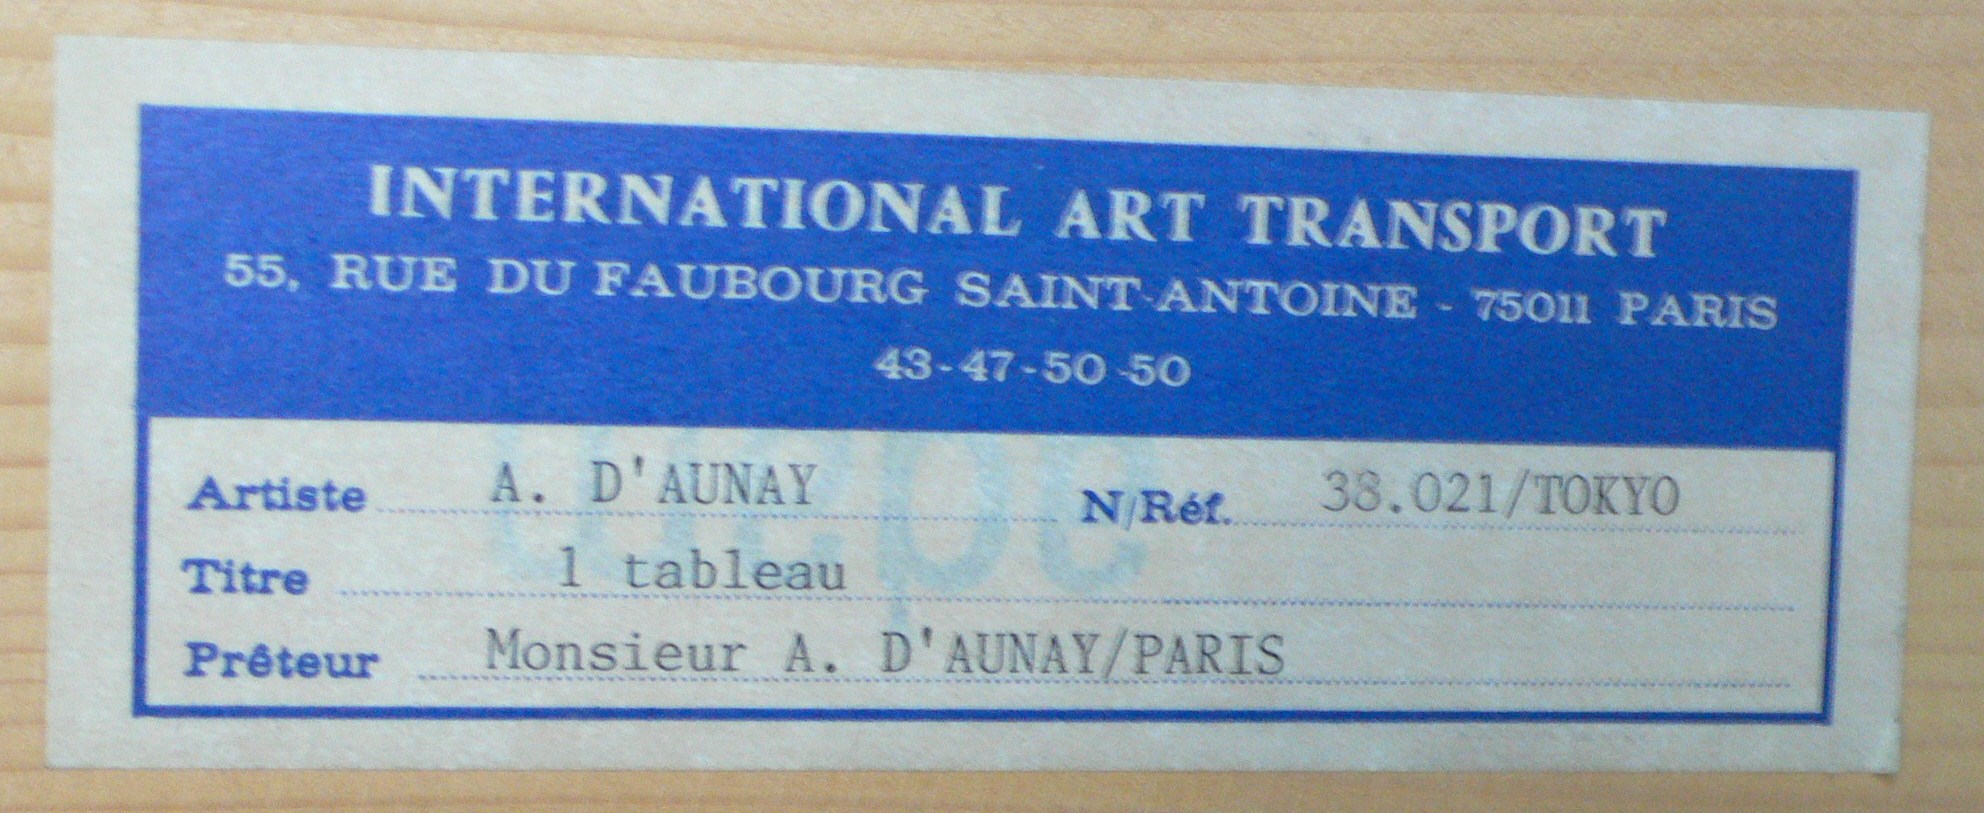 INTERNATIONAL ART TRANSPORT
55, RUE DU FAUBOURG SAINT-ANTOINE - 75011 PARIS
43-47-50-50
Artiste A. D'AUNAY N/Réf. 38.021/TOKYO
Titre 1 tableau
Prêteur Monsieur A. D'AUNAY/PARIS